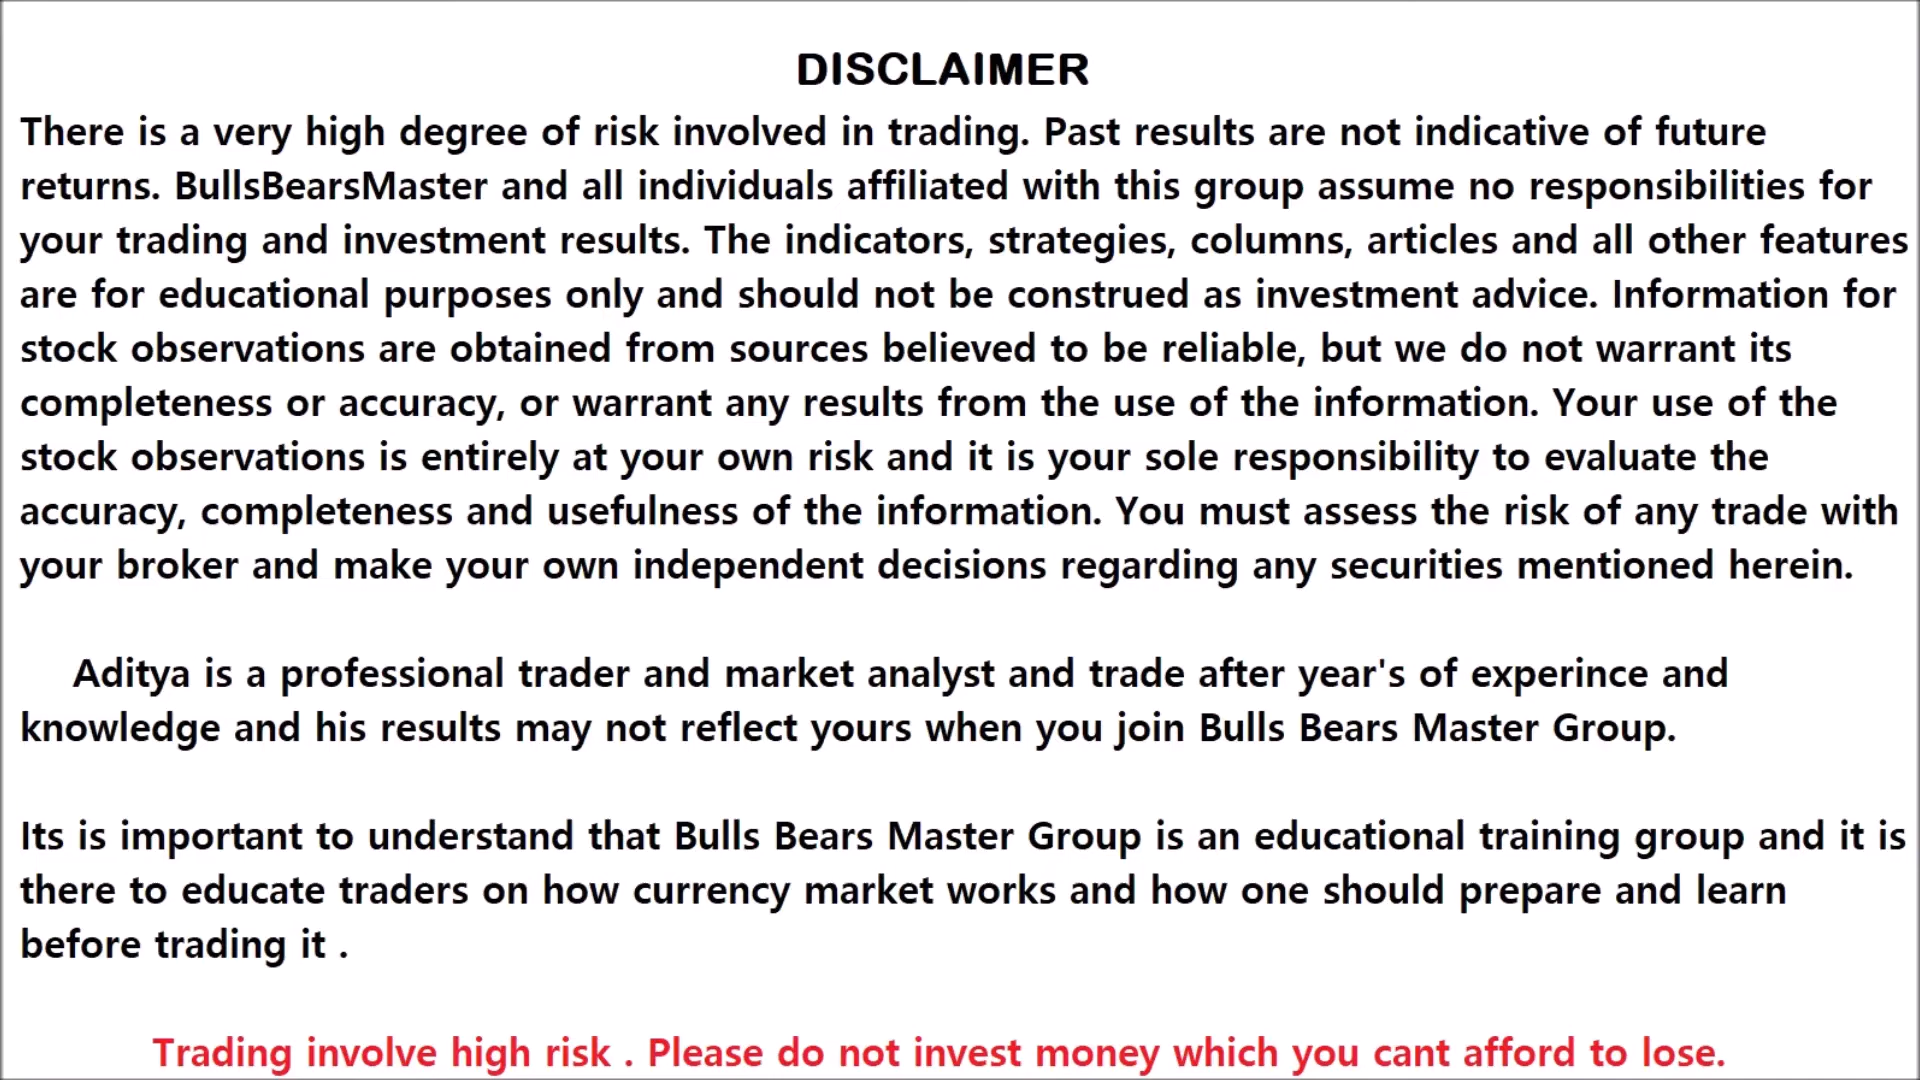 DISCLAIMER
There is a very high degree of risk involved in trading. Past results are not indicative of future
returns. BullsBearsMaster and all individuals affiliated with this group assume no responsibilities for
your trading and investment results. The indicators, strategies, columns, articles and all other features
are for educational purposes only and should not be construed as investment advice. Information for
stock observations are obtained from sources believed to be reliable, but we do not warrant its
completeness or accuracy, or warrant any results from the use of the information. Your use of the
stock observations is entirely at your own risk and it is your sole responsibility to evaluate the
accuracy, completeness and usefulness of the information. You must assess the risk of any trade with
your broker and make your own independent decisions regarding any securities mentioned herein.
Aditya is a professional trader and market analyst and trade after year's of experince and
knowledge and his results may not reflect yours when you join Bulls Bears Master Group.
Its is important to understand that Bulls Bears Master Group is an educational training group and it is
there to educate traders on how currency market works and how one should prepare and learn
before trading it .
Trading involve high risk . Please do not invest money which you cant afford to lose.